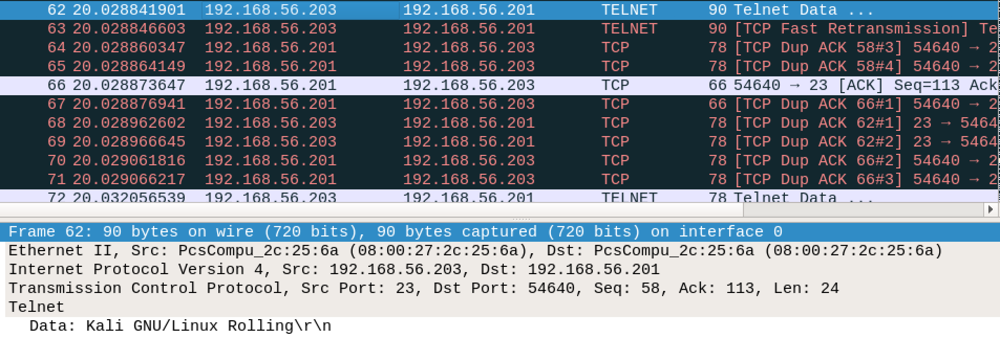 62 20.028841901 192.168.56.203 192.168.56.201 TELNET 90 Telnet Data ...
63 20.028846603 192.168.56.203 192.168.56.201 TELNET 90 [TCP Fast Retransmission] Te
64 20.028860347 192.168.56.201 192.168.56.203 TCP 78 [TCP Dup ACK 58#3] 54640 → 2
65 20.028864149 192.168.56.201 192.168.56.203 TCP 78 [TCP Dup ACK 58#4] 54640 → 2
66 20.028873647 192.168.56.201 192.168.56.203 TCP 66 54640 → 23 [ACK] Seq=113 Ack
67 20.028876941 192.168.56.201 192.168.56.203 TCP 66 [TCP Dup ACK 66#1] 54640 → 2
68 20.028962602 192.168.56.203 192.168.56.201 TCP 78 [TCP Dup ACK 62#1] 23 → 5464
69 20.028966645 192.168.56.203 192.168.56.201 TCP 78 [TCP Dup ACK 62#2] 23 → 5464
70 20.029061816 192.168.56.201 192.168.56.203 TCP 78 [TCP Dup ACK 66#2] 54640 → 2
71 20.029066217 192.168.56.201 192.168.56.203 TCP 78 [TCP Dup ACK 66#3] 54640 → 2
72 20.032056539 192.168.56.203 192.168.56.201 TELNET 78 Telnet Data ...
Frame 62: 90 bytes on wire (720 bits), 90 bytes captured (720 bits) on interface 0
Ethernet II, Src: PcsCompu_2c:25:6a (08:00:27:2c:25:6a), Dst: PcsCompu_2c:25:6a (08:00:27:2c:25:6a)
Internet Protocol Version 4, Src: 192.168.56.203, Dst: 192.168.56.201
Transmission Control Protocol, Src Port: 23, Dst Port: 54640, Seq: 58, Ack: 113, Len: 24
Telnet
Data: Kali GNU/Linux Rolling\r\n